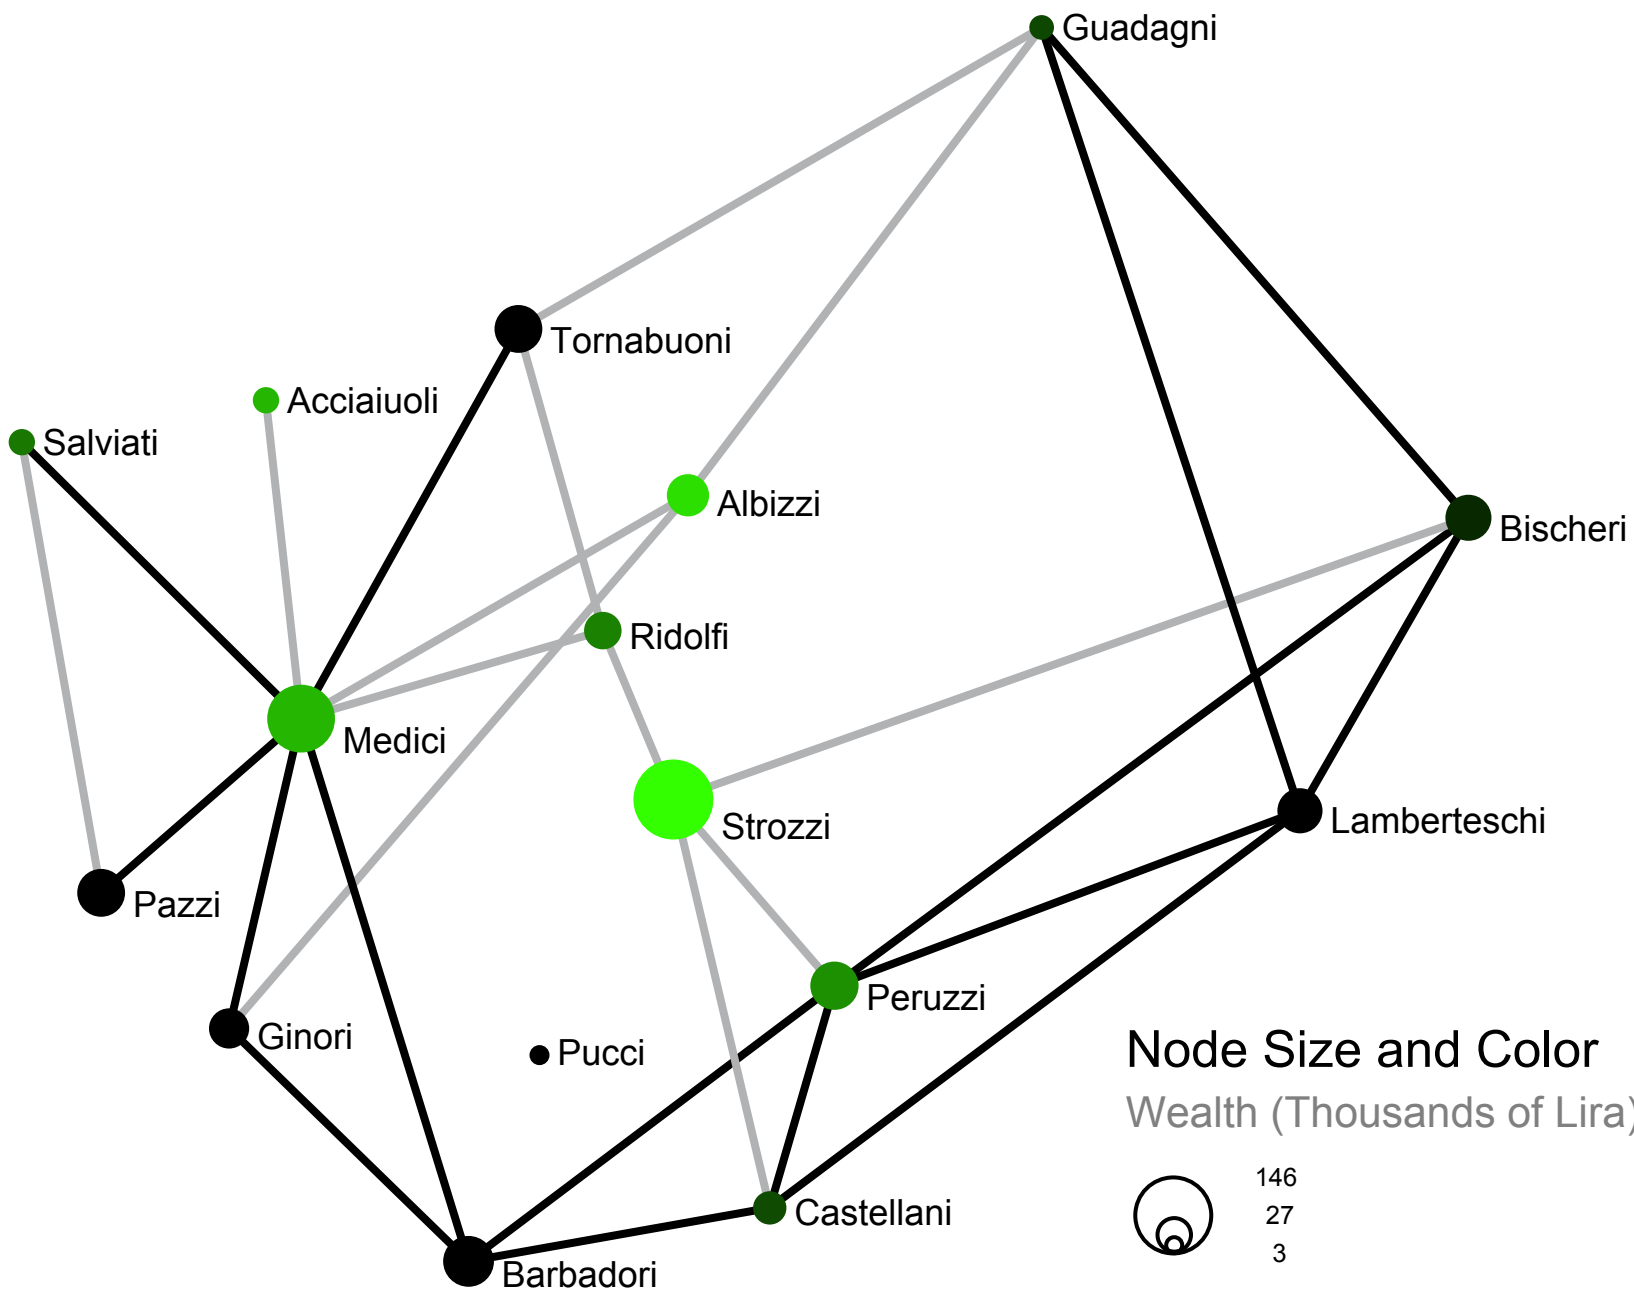 Guadagni
Tornabuoni
Acciaiuoli
Salviati
Albizzi
Bischeri
Ridolfi
Medici
Strozzi
Lamberteschi
Pazzi
Peruzzi
Ginori
Pucci
Node Size and Color
Wealth (Thousands of Lira)
146
27
3
Castellani
Barbadori